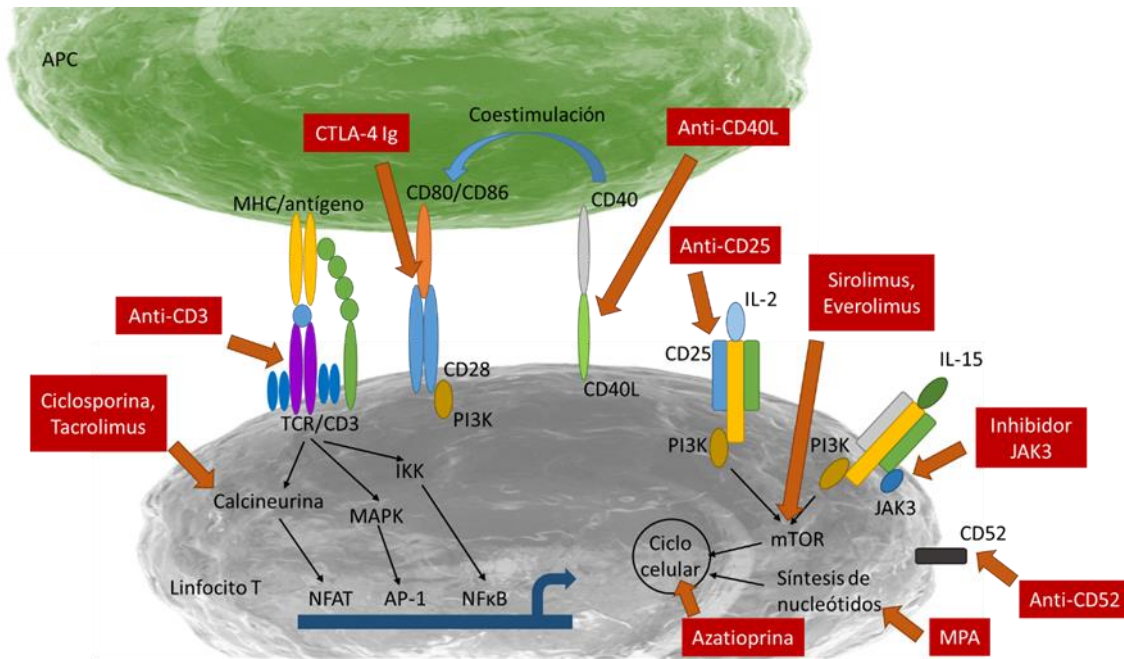 APC
Coestimulación
CTLA-4 Ig
Anti-CD40L
MHC/antígeno
CD80/CD86
CD40
Anti-CD25
Sirolimus,
Everolimus
IL-2
Anti-CD3
CD25
IL-15
CD28
CD40L
PI3K
Ciclosporina,
Tacrolimus
TCR/CD3
PI3K
PI3K
Inhibidor
JAK3
IKK
Calcineurina
MAPK
JAK3
mTOR
CD52
Ciclo
celular
Linfocito T
NFAT
AP-1
NFκB
Síntesis de
nucleótidos
Anti-CD52
Azatioprina
MPA